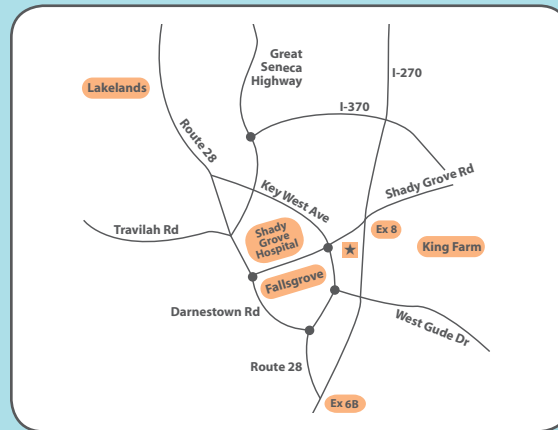 Great
Seneca
Highway
I-270
Lakelands
I-370
Route 28
Key West Ave
Shady Grove Rd
Travilah Rd
Shady
Grove
Hospital
Ex 8
King Farm
Fallsgrove
Darnestown Rd
West Gude Dr
Route 28
Ex 6B